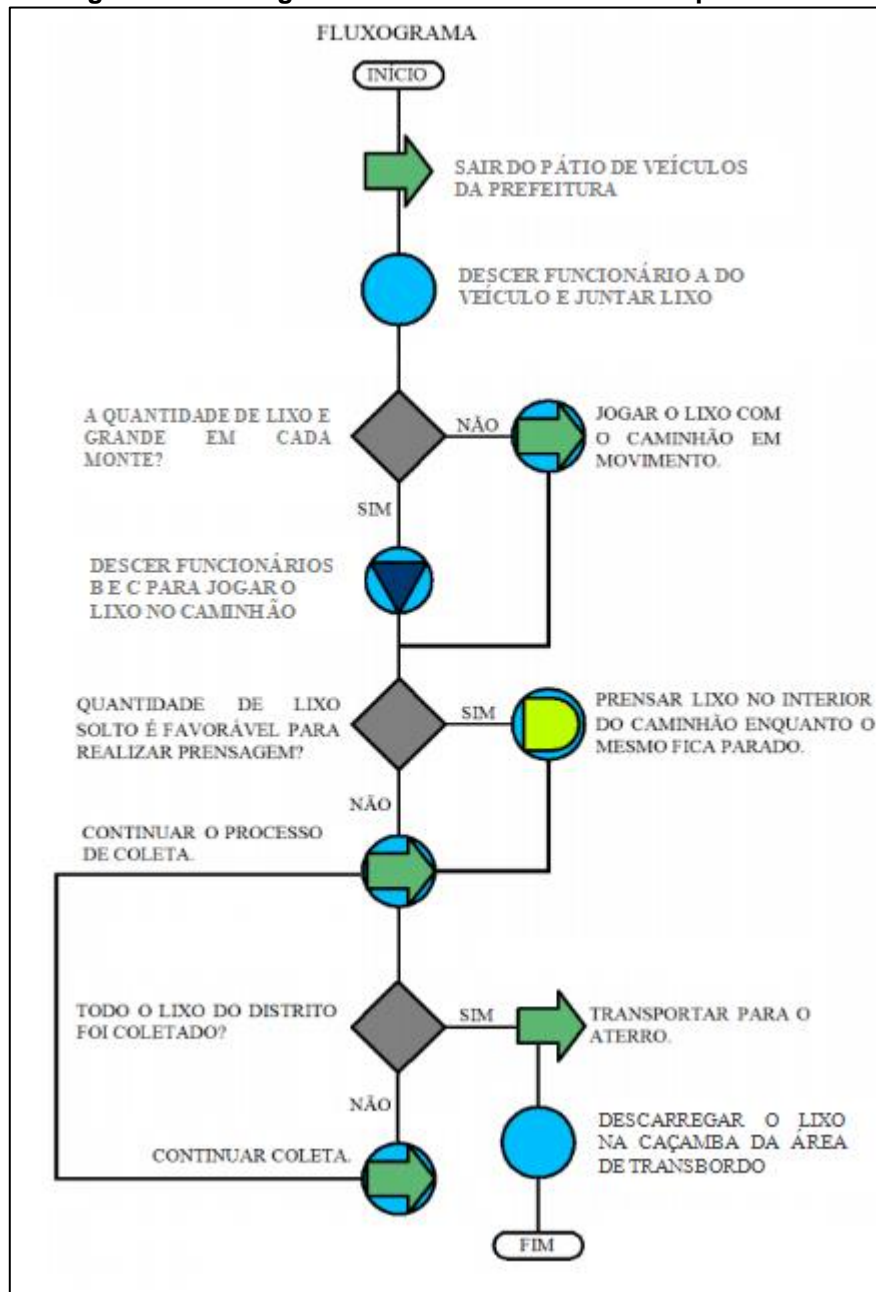 FLUXOGRAMA
INÍCIO
SAIR DO PÁTIO DE VEÍCULOS
DA PREFEITURA
DESCER FUNCIONÁRIO A DO
VEÍCULO E JUNTAR LIXO
A QUANTIDADE DE LIXO E
GRANDE EM CADA
MONTE?
NÃO
JOGAR O LIXO COM
O CAMINHÃO EM
MOVIMENTO.
SIM
DESCER FUNCIONÁRIOS
B E C PARA JOGAR O
LIXO NO CAMINHÃO
QUANTIDADE DE LIXO
SOLTO É FAVORÁVEL PARA
REALIZAR PRENSAGEM?
SIM
PRENSAR LIXO NO INTERIOR
DO CAMINHÃO ENQUANTO O
MESMO FICA PARADO.
NÃO
CONTINUAR O PROCESSO
DE COLETA.
TODO O LIXO DO DISTRITO
FOI COLETADO?
SIM
TRANSPORTAR PARA O
ATERRO.
NÃO
CONTINUAR COLETA.
DESCARREGAR O LIXO
NA CAÇAMBA DA ÁREA
DE TRANSBORDO
FIM